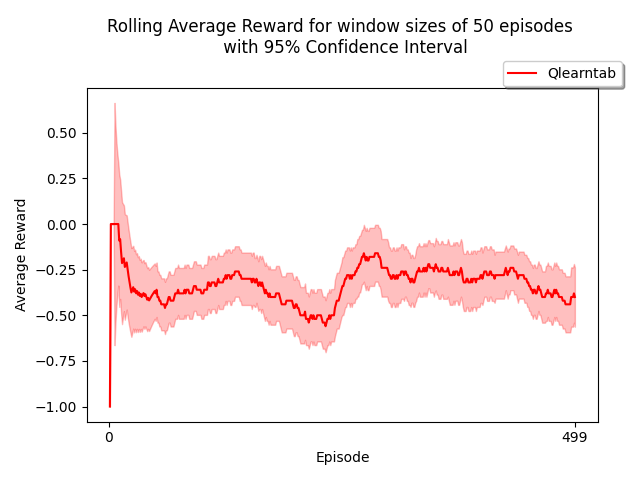 Rolling Average Reward for window sizes of 50 episodes
with 95% Confidence Interval
Qlearntab
0.50
0.25
0.00
−0.25
−0.50
−0.75
−1.00
Average Reward
0
499
Episode